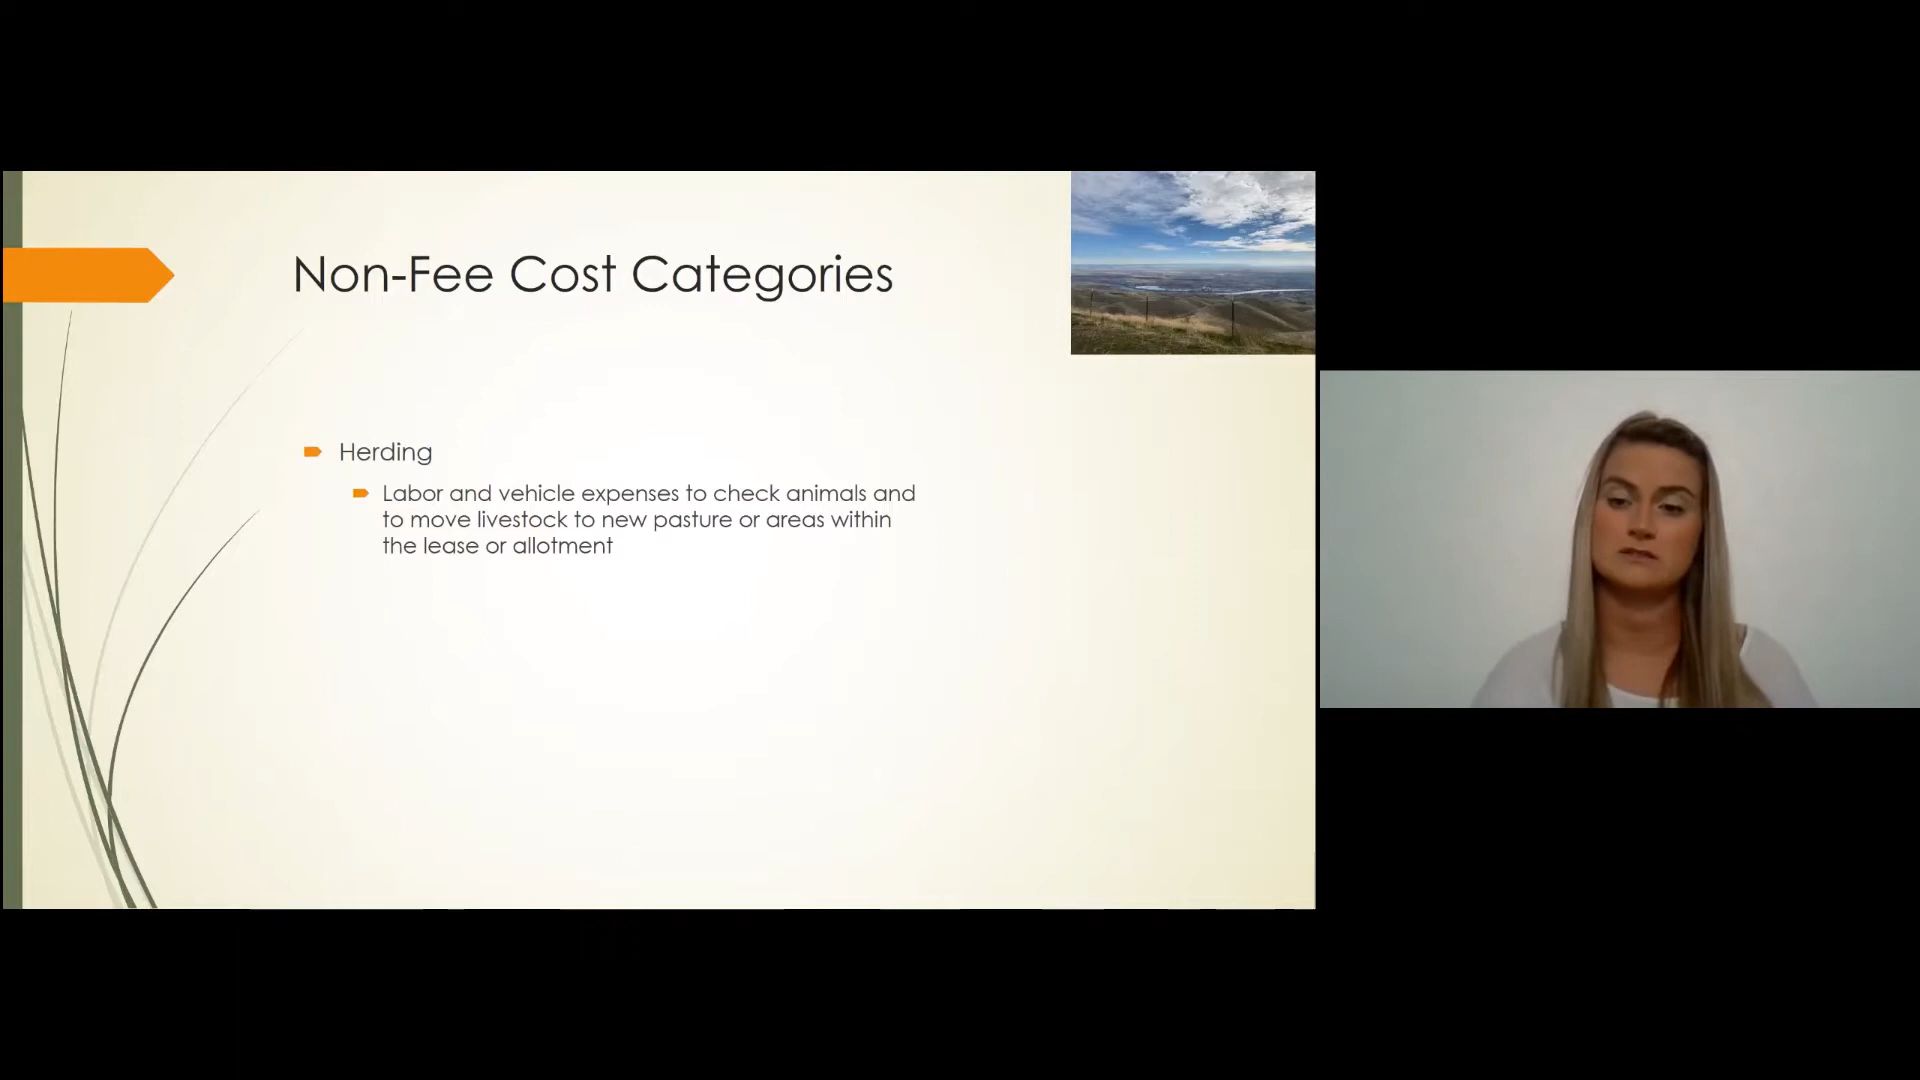 Non-Fee Cost Categories
Herding
Labor and vehicle expenses to check animals and
to move livestock to new pasture or areas within
the lease or allotment